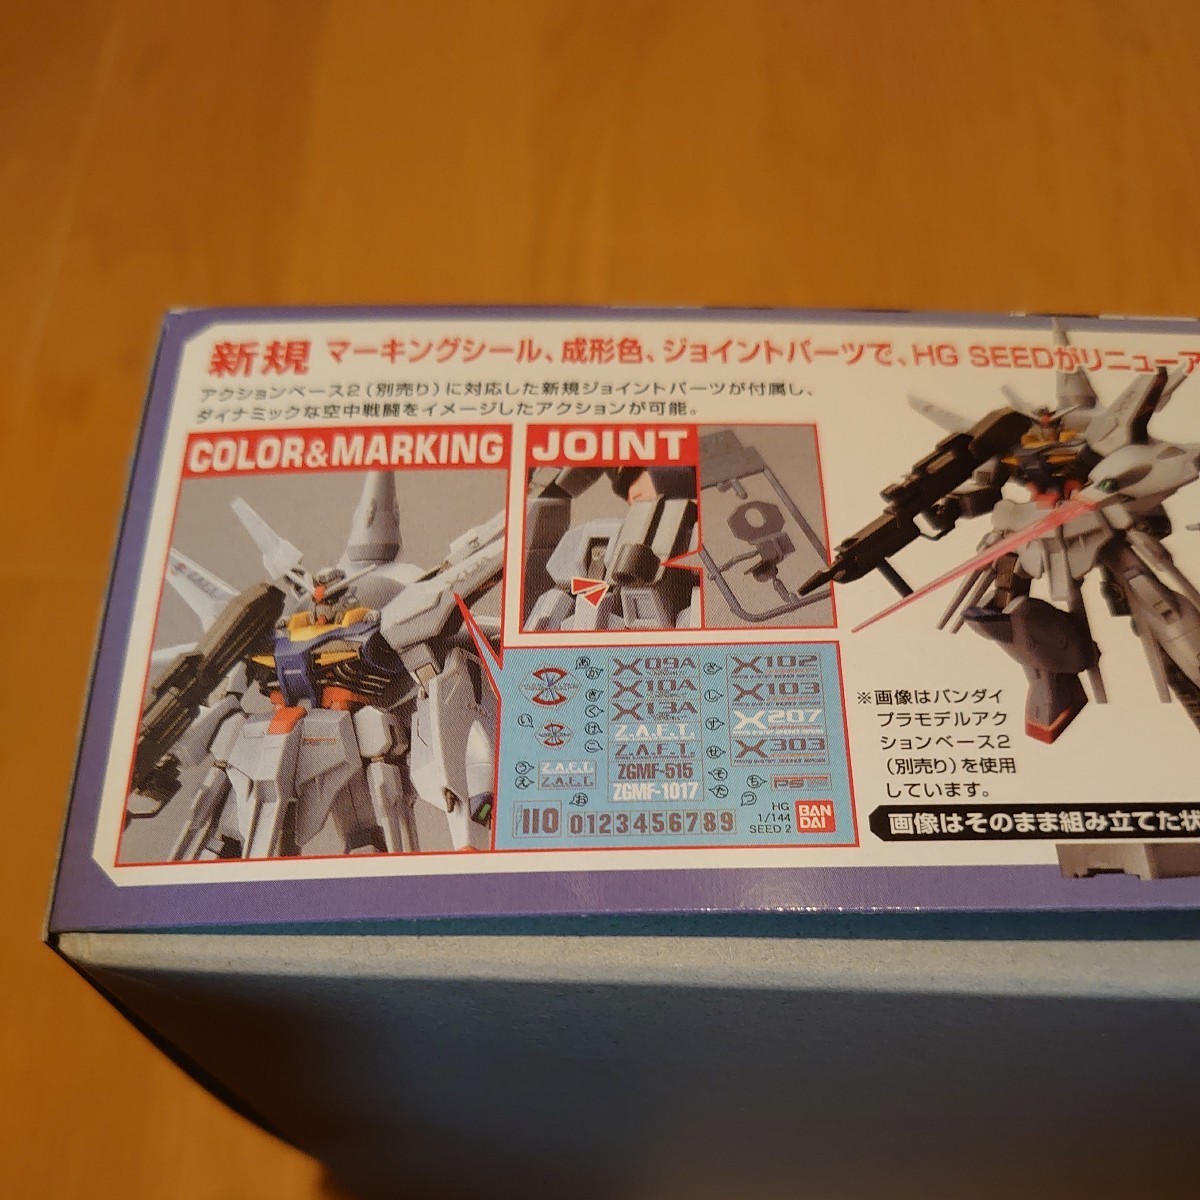 新規 マーキングシール、成形色、ジョイントパーツで、HG SEEDがリニューア
アクションベース2(別売り)に対応した新規ジョイントパーツが付属し、
ダイナミックな空中戦闘をイメージしたアクションが可能。
COLOR&MARKING
JOINT
X09A
X10A
X13A
Z.A.F.T.
Z.A.F.T.
ZGMF-515
ZGMF-1017
X102
X103
X207
X303
Z.A.F.T.
Z.A.F.T.
PS
110
0123456789
HG
1/144
SEED 2
BAN
DAI
※画像はバンダイ
プラモデルアク
ションベース2
(別売り)を使用
しています。
画像はそのまま組み立てた状